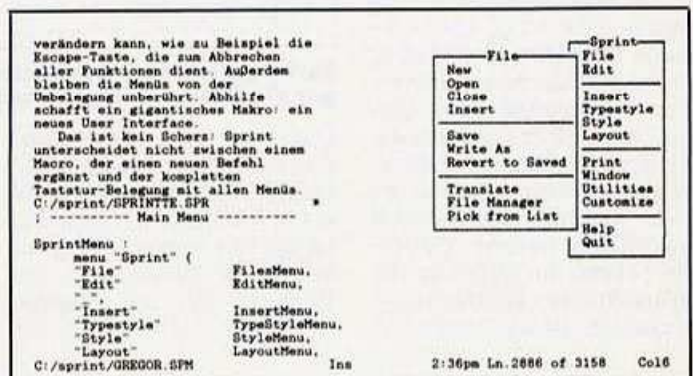 verändern kann, wie zu Beispiel die
Escape-Taste, die zum Abbrechen
aller Funktionen dient. Außerdem
bleiben die Menüs von der
Umbelegung unberührt. Abhilfe
schafft ein gigantisches Makro: ein
neues User Interface.
Das ist kein Scherz: Sprint
unterscheidet nicht zwischen einem
Macro, der einen neuen Befehl
ergänzt und der kompletten
Tastatur-Belegung mit allen Menüs.
C:/sprint/SPRINTTE.SPR *
; ---------- Main Menu ----------
SprintMenu :
menu "Sprint" (
"File" FilesMenu,
"Edit" EditMenu,
"_",
"Insert" InsertMenu,
"Typestyle" TypeStyleMenu,
"Style" StyleMenu,
"Layout" LayoutMenu,
File
New
Open
Close
Insert
Save
Write As
Revert to Saved
Translate
File Manager
Pick from List
Sprint
File
Edit
Insert
Typestyle
Style
Layout
Print
Window
Utilities
Customize
Help
Quit
C:/sprint/GREGOR.SPM Ins 2:36pm Ln.2886 of 3158 Col6